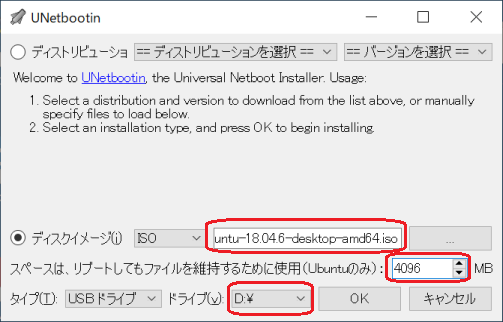 UNetbootin
ディストリビューショ == ディストリビューションを選択 == == バージョンを選択 ==
Welcome to UNetbootin, the Universal Netboot Installer. Usage:
1. Select a distribution and version to download from the list above, or manually
specify files to load below.
2. Select an installation type, and press OK to begin installing.
ディスクイメージ(i) ISO untu-18.04.6-desktop-amd64.iso ...
スペースは、リブートしてもファイルを維持するために使用(Ubuntuのみ): 4096 MB
タイプ(T): USBドライブ ドライブ(v): D:¥ OK キャンセル